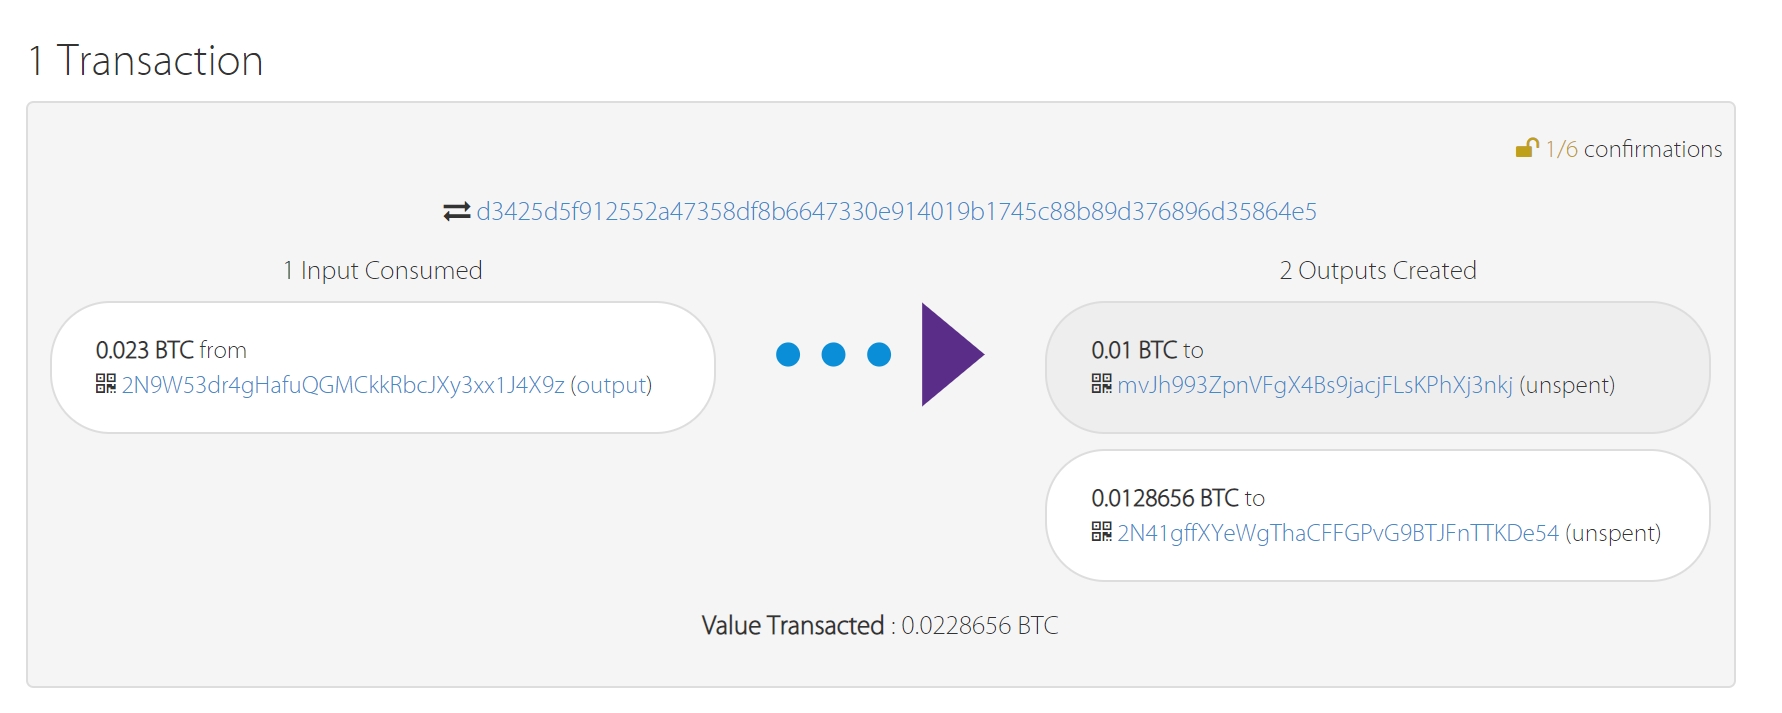 1 Transaction
1/6 confirmations
d3425d5f912552a47358df8b6647330e914019b1745c88b89d376896d35864e5
1 Input Consumed
2 Outputs Created
0.023 BTC from
2N9W53dr4gHafuQGMCkkRbcJXy3xx1J4X9z (output)
0.01 BTC to
mvJh993ZpnVFgX4Bs9jacjFLsKPhXj3nkj (unspent)
0.0128656 BTC to
2N41gffXYeWgThaCFFGPvG9BTJFnTTKDe54 (unspent)
Value Transacted : 0.0228656 BTC